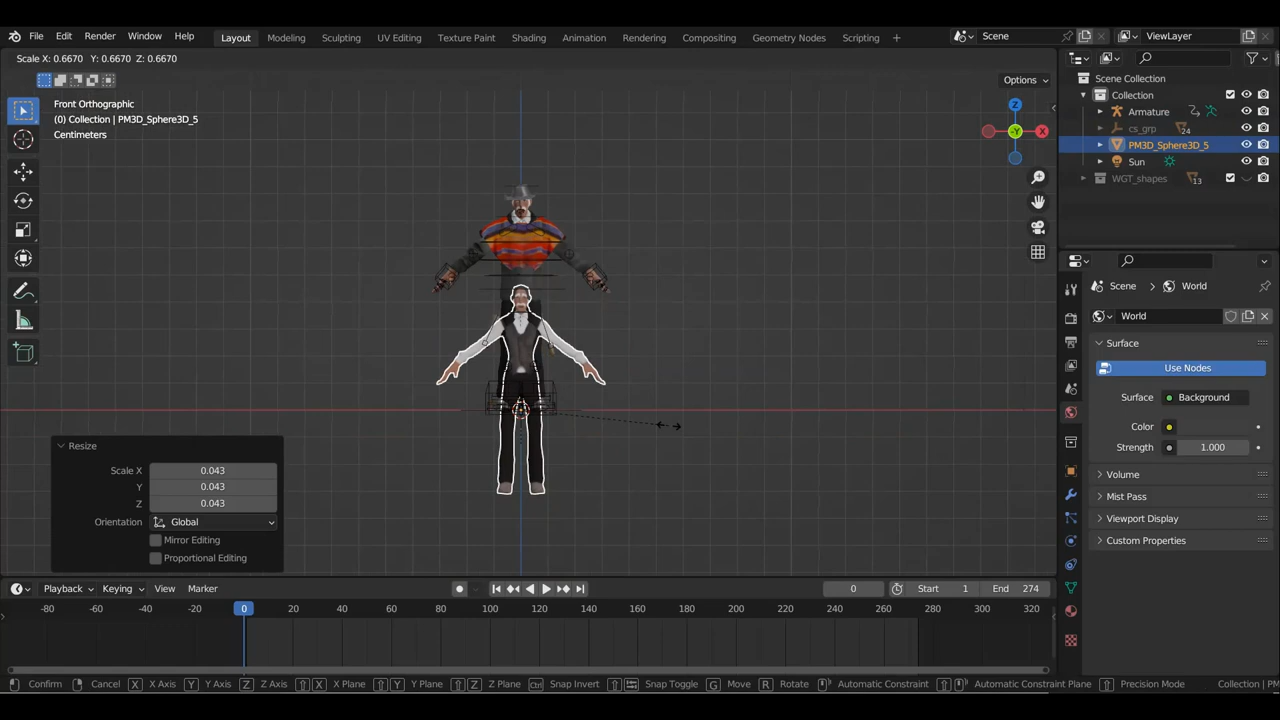 File Edit Render Window Help Layout Modeling Sculpting UV Editing Texture Paint Shading Animation Rendering Compositing Geometry Nodes Scripting + Scene ViewLayer
Scale X: 0.6670 Y: 0.6670 Z: 0.6670
Options
Front Orthographic
(0) Collection | PM3D_Sphere3D_5
Centimeters
Z
X
-Y
Scene Collection
Collection
Armature
cs_grp 24
PM3D_Sphere3D_5
Sun
WGT_shapes 13
Scene > World
World
Surface
Use Nodes
Surface Background
Color
Strength 1.000
Volume
Mist Pass
Viewport Display
Custom Properties
Resize
Scale X 0.043
Y 0.043
Z 0.043
Orientation Global
Mirror Editing
Proportional Editing
Playback Keying View Marker 0 Start 1 End 274
-80 -60 -40 -20 0 20 40 60 80 100 120 140 160 180 200 220 240 260 280 300 320
Confirm Cancel X X Axis Y Y Axis Z Z Axis X X Plane Y Y Plane Z Z Plane Ctrl Snap Invert Snap Toggle G Move R Rotate Automatic Constraint Automatic Constraint Plane Precision Mode Collection | PM